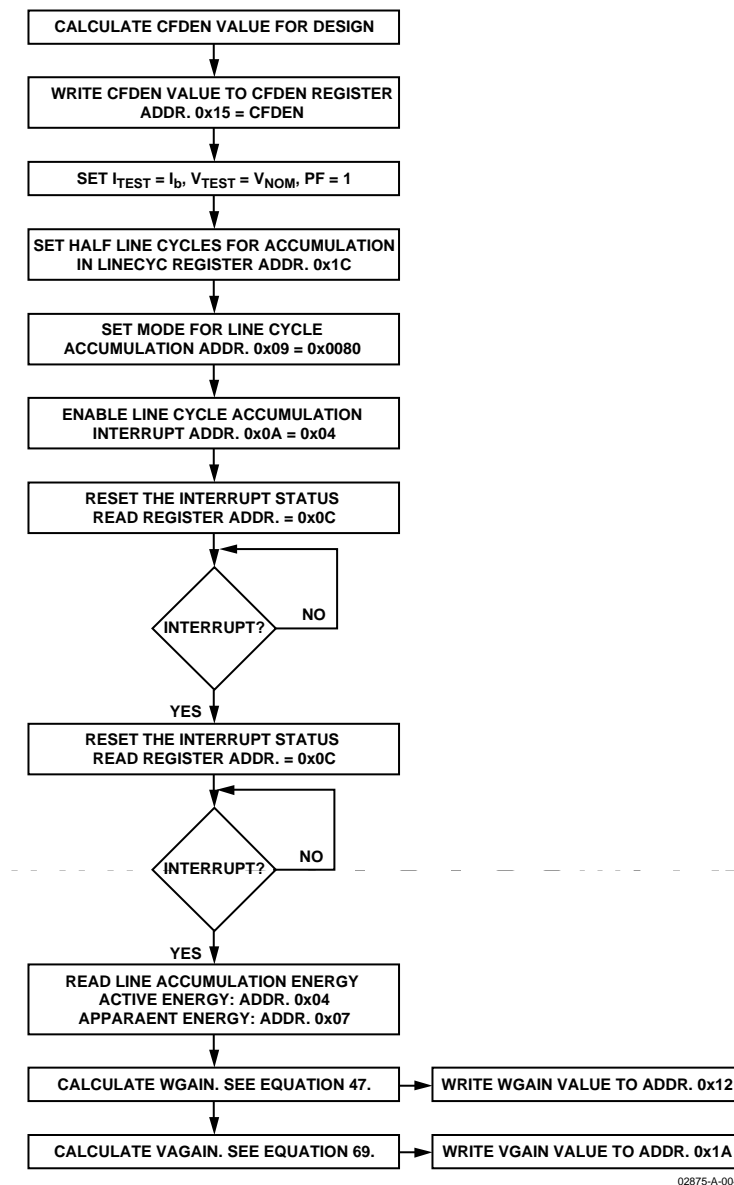 CALCULATE CFDEN VALUE FOR DESIGN
WRITE CFDEN VALUE TO CFDEN REGISTER
ADDR. 0x15 = CFDEN
SET ITEST = Ib, VTEST = VNOM, PF = 1
SET HALF LINE CYCLES FOR ACCUMULATION
IN LINECYC REGISTER ADDR. 0x1C
SET MODE FOR LINE CYCLE
ACCUMULATION ADDR. 0x09 = 0x0080
ENABLE LINE CYCLE ACCUMULATION
INTERRUPT ADDR. 0x0A = 0x04
RESET THE INTERRUPT STATUS
READ REGISTER ADDR. = 0x0C
INTERRUPT?
NO
YES
RESET THE INTERRUPT STATUS
READ REGISTER ADDR. = 0x0C
INTERRUPT?
NO
YES
READ LINE ACCUMULATION ENERGY
ACTIVE ENERGY: ADDR. 0x04
APPARAENT ENERGY: ADDR. 0x07
CALCULATE WGAIN. SEE EQUATION 47.
WRITE WGAIN VALUE TO ADDR. 0x12
CALCULATE VAGAIN. SEE EQUATION 69.
WRITE VGAIN VALUE TO ADDR. 0x1A
02875-A-00